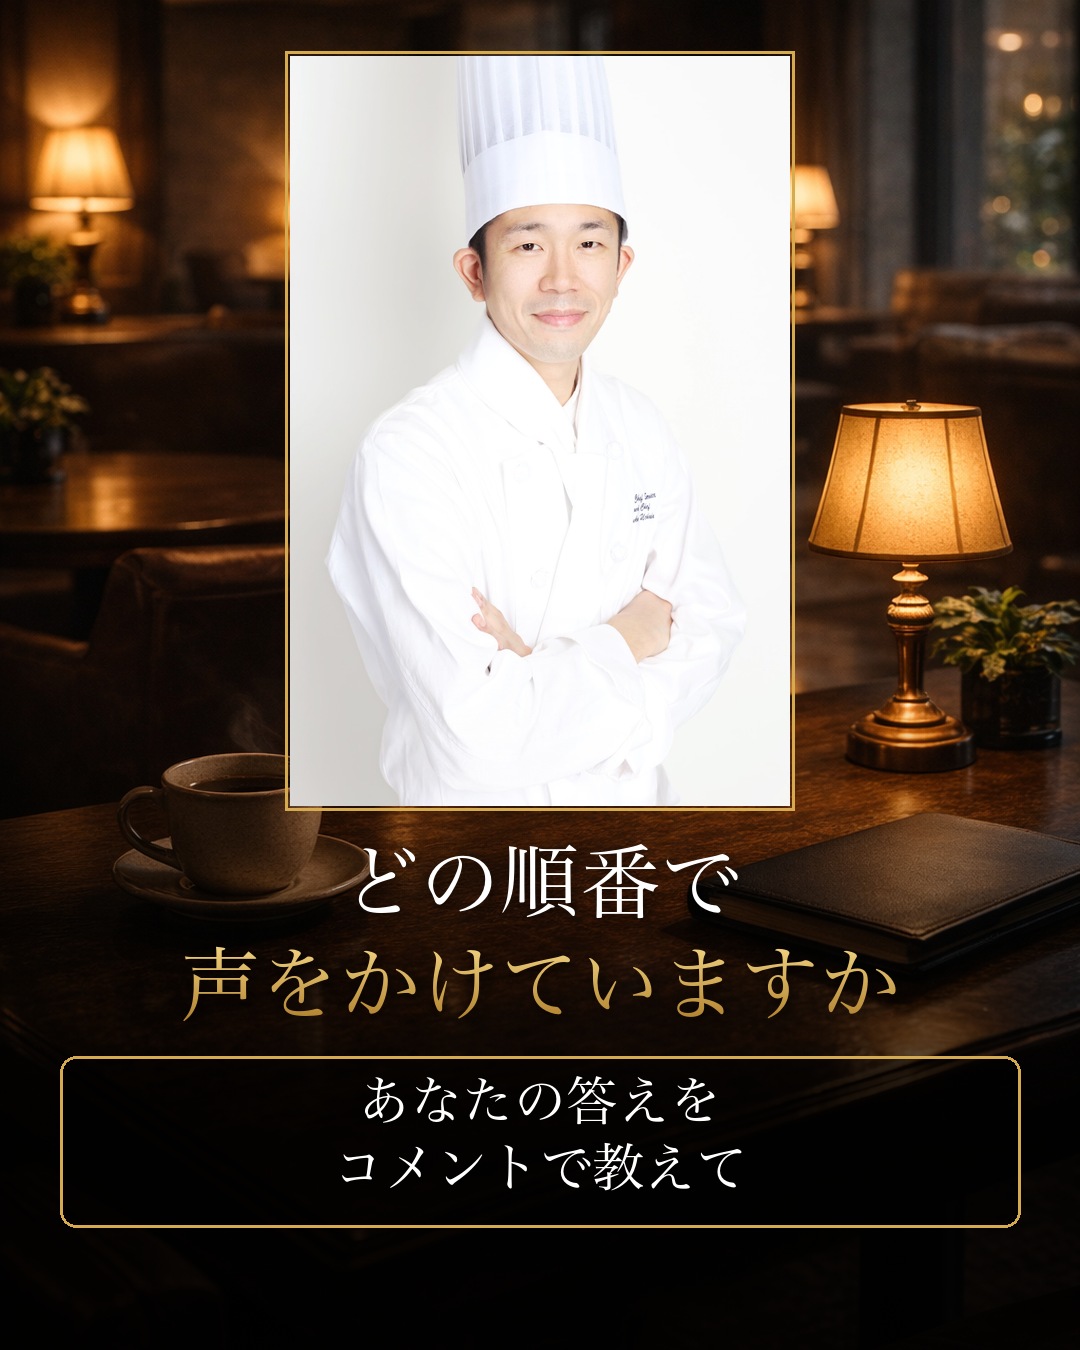 どの順番で
声をかけていますか
あなたの答えを
コメントで教えて